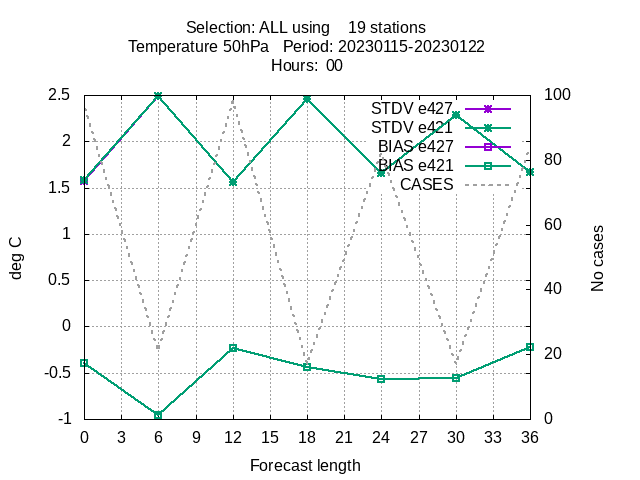 Selection: ALL using 19 stations
Temperature 50hPa Period: 20230115-20230122
Hours: 00
2.5
2
1.5
1
0.5
0
-0.5
-1
deg C
100
80
60
40
20
0
No cases
STDV e427
STDV e421
BIAS e427
BIAS e421
CASES
0 3 6 9 12 15 18 21 24 27 30 33 36
Forecast length